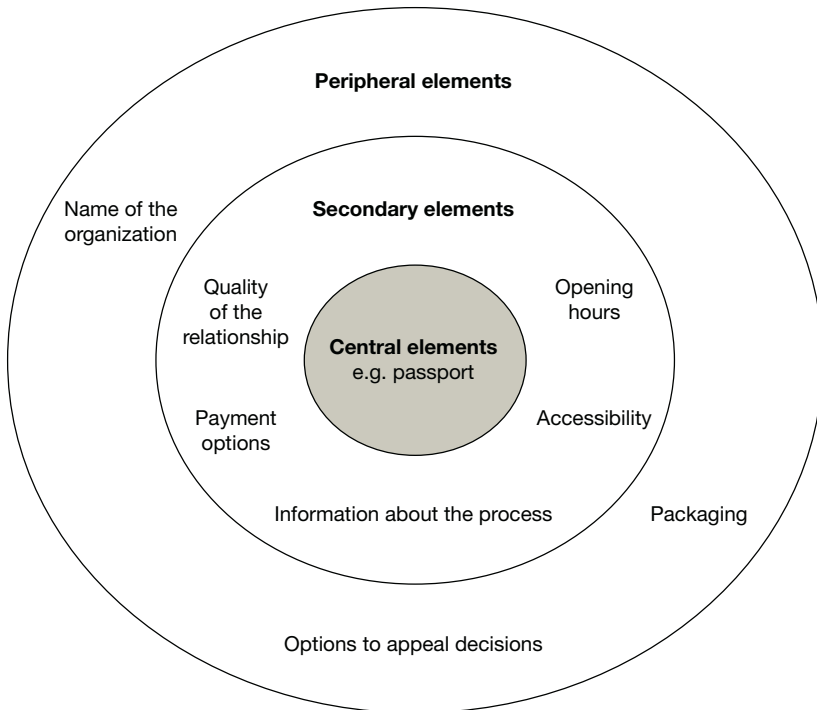 Peripheral elements
Name of the
organization
Secondary elements
Quality
of the
relationship
Opening
hours
Central elements
e.g. passport
Payment
options
Accessibility
Information about the process
Packaging
Options to appeal decisions